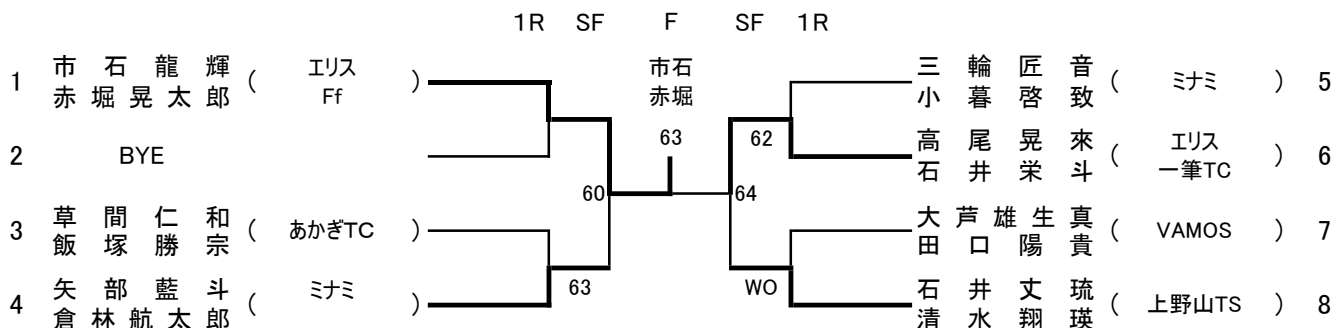 1R SF F SF 1R
1 市石龍輝 赤堀晃太郎 ( エリス Ff )
2 BYE
3 草間仁和 飯塚勝宗 ( あかぎTC )
4 矢部藍斗 倉林航太郎 ( ミナミ )
60
63
市石
赤堀
63
62
64
WO
三輪匠音 小暮啓致 ( ミナミ ) 5
高尾晃來 石井栄斗 ( エリス 一筆TC ) 6
大芦雄生真 田口陽貴 ( VAMOS ) 7
石井丈琉 清水翔瑛 ( 上野山TS ) 8